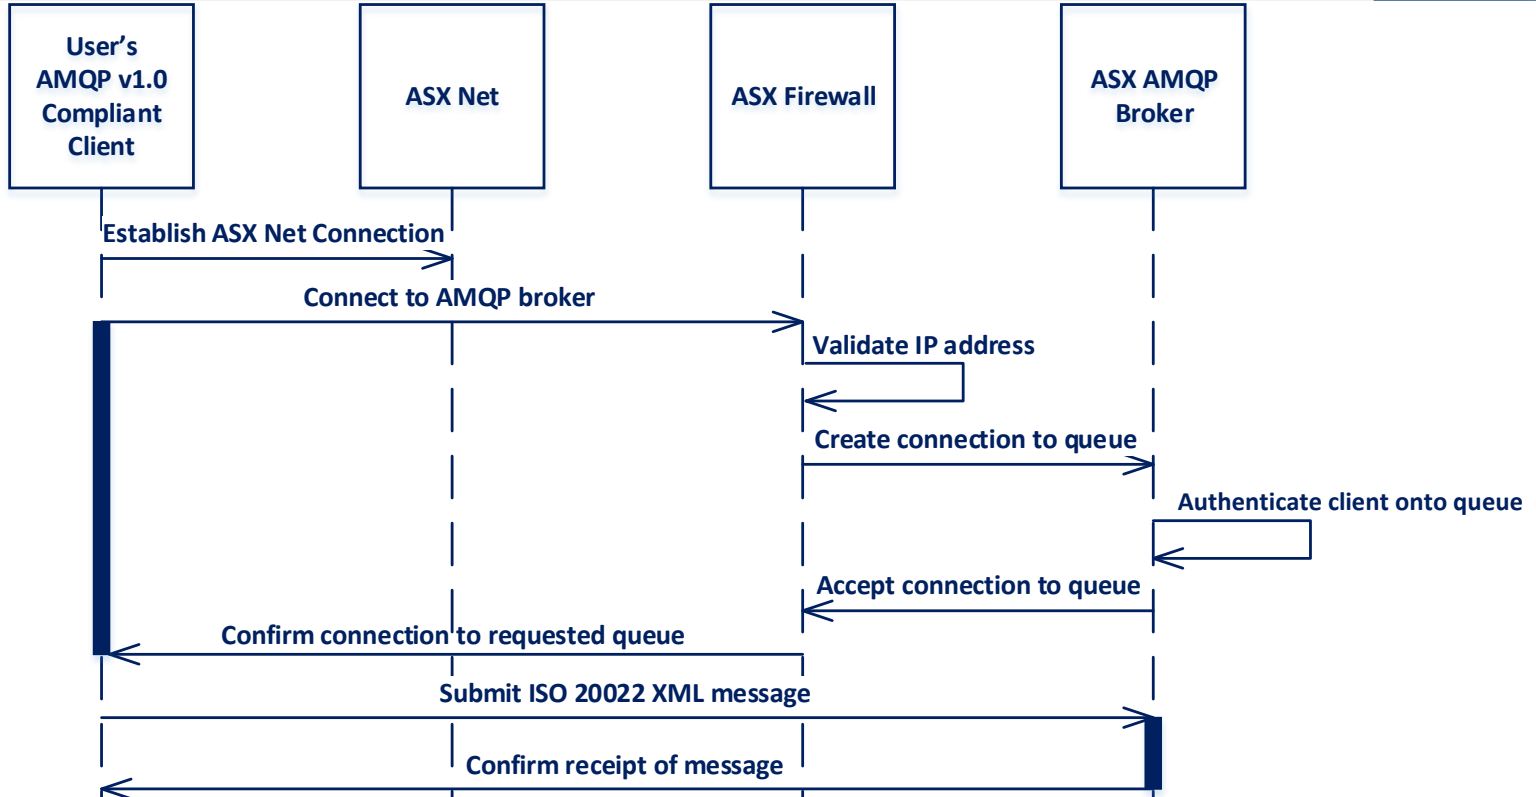 User's
AMQP v1.0
Compliant
Client
ASX Net
ASX Firewall
ASX AMQP
Broker
Establish ASX Net Connection
Connect to AMQP broker
Validate IP address
Create connection to queue
Authenticate client onto queue
Accept connection to queue
Confirm connection to requested queue
Submit ISO 20022 XML message
Confirm receipt of message